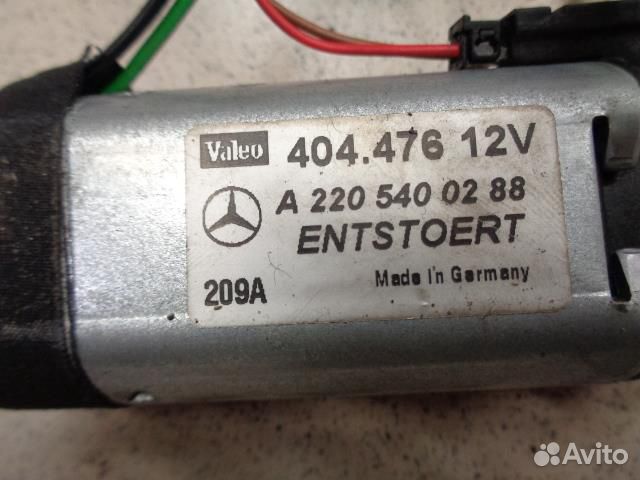 Valeo 404.476 12V
A 220 540 02 88
ENTSTOERT
209A Made In Germany
Avito